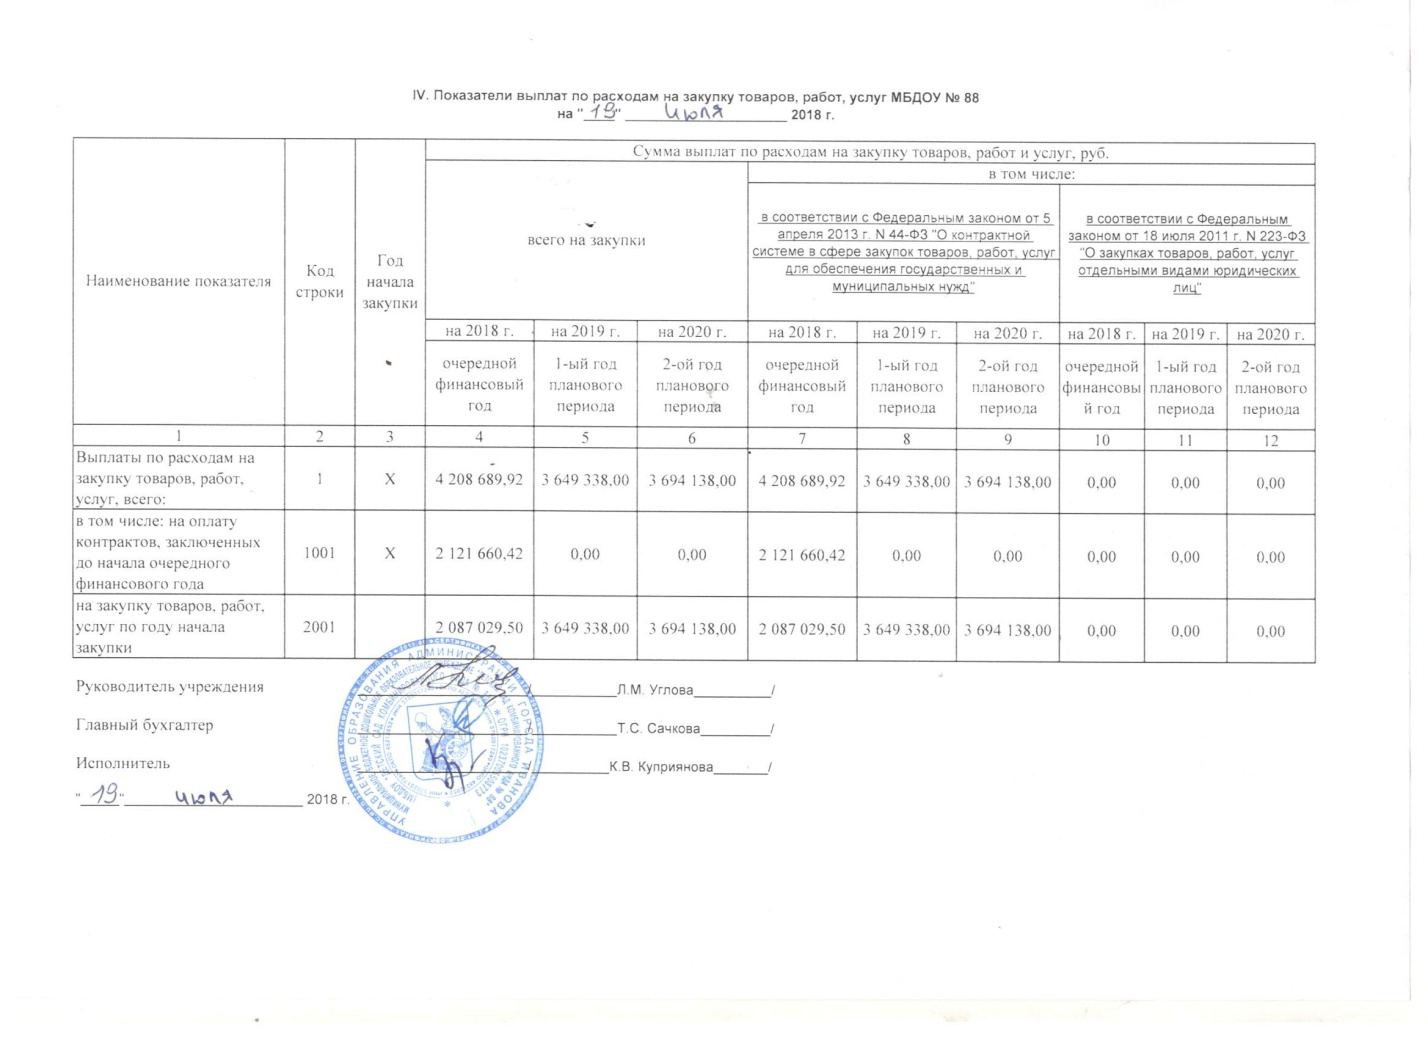 IV. Показатели выплат по расходам на закупку товаров, работ, услуг МБДОУ № 88
на "19" июля 2018 г.
Наименование показателя
Код
строки
Год
начала
закупки
Сумма выплат по расходам на закупку товаров, работ и услуг, руб.
всего на закупки
в том числе:
в соответствии с Федеральным законом от 5
апреля 2013 г. N 44-ФЗ "О контрактной
системе в сфере закупок товаров, работ, услуг
для обеспечения государственных и
муниципальных нужд"
в соответствии с Федеральным
законом от 18 июля 2011 г. N 223-ФЗ
"О закупках товаров, работ, услуг
отдельными видами юридических
лиц"
на 2018 г. на 2019 г. на 2020 г. на 2018 г. на 2019 г. на 2020 г. на 2018 г. на 2019 г. на 2020 г.
очередной
финансовый
год
1-ый год
планового
периода
2-ой год
планового
периода
очередной
финансовый
год
1-ый год
планового
периода
2-ой год
планового
периода
очередной
финансовы
й год
1-ый год
планового
периода
2-ой год
планового
периода
1 2 3 4 5 6 7 8 9 10 11 12
Выплаты по расходам на
закупку товаров, работ,
услуг, всего:
1 X 4 208 689,92 3 649 338,00 3 694 138,00 4 208 689,92 3 649 338,00 3 694 138,00 0,00 0,00 0,00
в том числе: на оплату
контрактов, заключенных
до начала очередного
финансового года
1001 X 2 121 660,42 0,00 0,00 2 121 660,42 0,00 0,00 0,00 0,00 0,00
на закупку товаров, работ,
услуг по году начала
закупки
2001 2 087 029,50 3 649 338,00 3 694 138,00 2 087 029,50 3 649 338,00 3 694 138,00 0,00 0,00 0,00
Руководитель учреждения / Л.М. Углова /
Главный бухгалтер / Т.С. Сачкова /
Исполнитель / К.В. Куприянова /
"19" июля 2018 г.
УПРАВЛЕНИЕ ОБРАЗОВАНИЯ АДМИНИСТРАЦИИ ГОРОДА ИВАНОВА